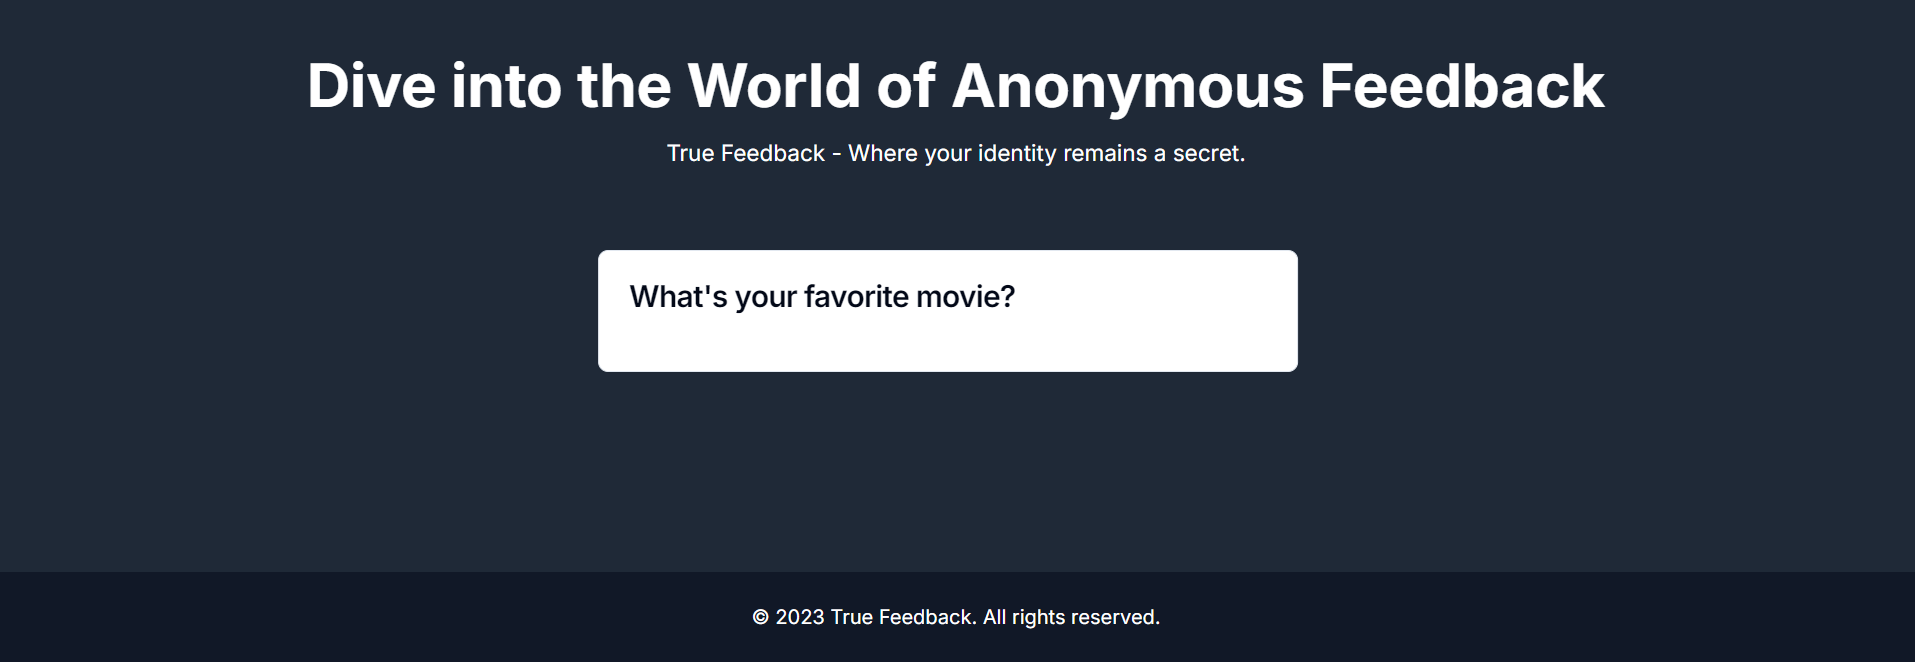 Dive into the World of Anonymous Feedback
True Feedback - Where your identity remains a secret.
What's your favorite movie?
© 2023 True Feedback. All rights reserved.